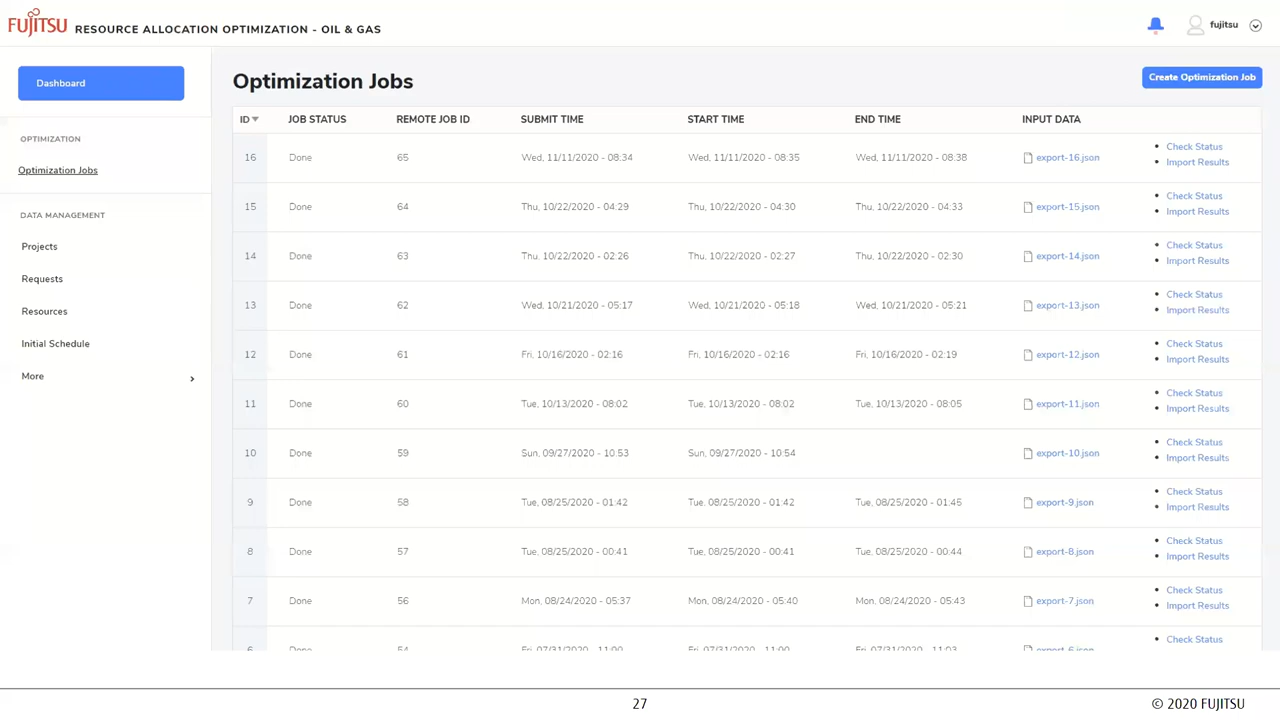 FUJITSU RESOURCE ALLOCATION OPTIMIZATION - OIL & GAS
fujitsu
Dashboard
OPTIMIZATION
Optimization Jobs
DATA MANAGEMENT
Projects
Requests
Resources
Initial Schedule
More
Optimization Jobs
Create Optimization Job
ID JOB STATUS REMOTE JOB ID SUBMIT TIME START TIME END TIME INPUT DATA
16 Done 65 Wed, 11/11/2020 - 08:34 Wed, 11/11/2020 - 08:35 Wed, 11/11/2020 - 08:38 export-16.json
• Check Status
• Import Results
15 Done 64 Thu, 10/22/2020 - 04:29 Thu, 10/22/2020 - 04:30 Thu, 10/22/2020 - 04:33 export-15.json
• Check Status
• Import Results
14 Done 63 Thu, 10/22/2020 - 02:26 Thu, 10/22/2020 - 02:27 Thu, 10/22/2020 - 02:30 export-14.json
• Check Status
• Import Results
13 Done 62 Wed, 10/21/2020 - 05:17 Wed, 10/21/2020 - 05:18 Wed, 10/21/2020 - 05:21 export-13.json
• Check Status
• Import Results
12 Done 61 Fri, 10/16/2020 - 02:16 Fri, 10/16/2020 - 02:16 Fri, 10/16/2020 - 02:19 export-12.json
• Check Status
• Import Results
11 Done 60 Tue, 10/13/2020 - 08:02 Tue, 10/13/2020 - 08:02 Tue, 10/13/2020 - 08:05 export-11.json
• Check Status
• Import Results
10 Done 59 Sun, 09/27/2020 - 10:53 Sun, 09/27/2020 - 10:54 export-10.json
• Check Status
• Import Results
9 Done 58 Tue, 08/25/2020 - 01:42 Tue, 08/25/2020 - 01:42 Tue, 08/25/2020 - 01:45 export-9.json
• Check Status
• Import Results
8 Done 57 Tue, 08/25/2020 - 00:41 Tue, 08/25/2020 - 00:41 Tue, 08/25/2020 - 00:44 export-8.json
• Check Status
• Import Results
7 Done 56 Mon, 08/24/2020 - 05:37 Mon, 08/24/2020 - 05:40 Mon, 08/24/2020 - 05:43 export-7.json
• Check Status
• Import Results
• Check Status
27
© 2020 FUJITSU